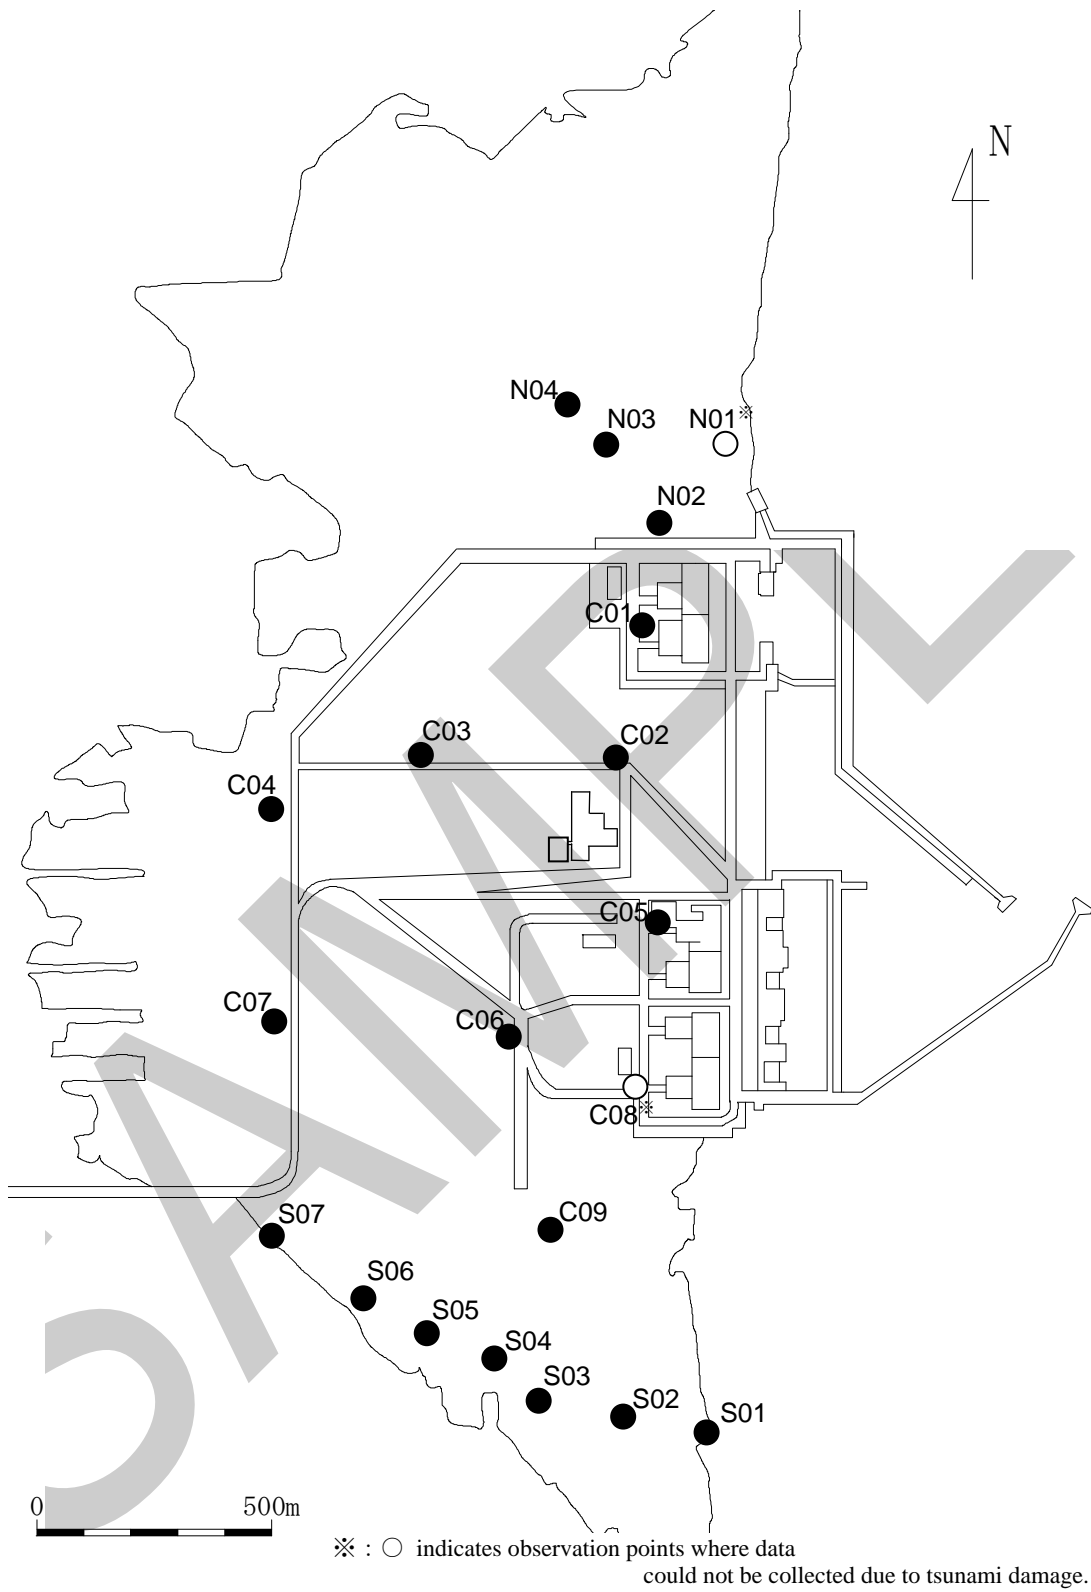 N
N04
N03
N01※
N02
C01
C03
C02
C04
C05
C07
C06
C08※
S07
C09
S06
S05
S04
S03
S02
S01
0 500m
※ : ○ indicates observation points where data
could not be collected due to tsunami damage.
SAMPL